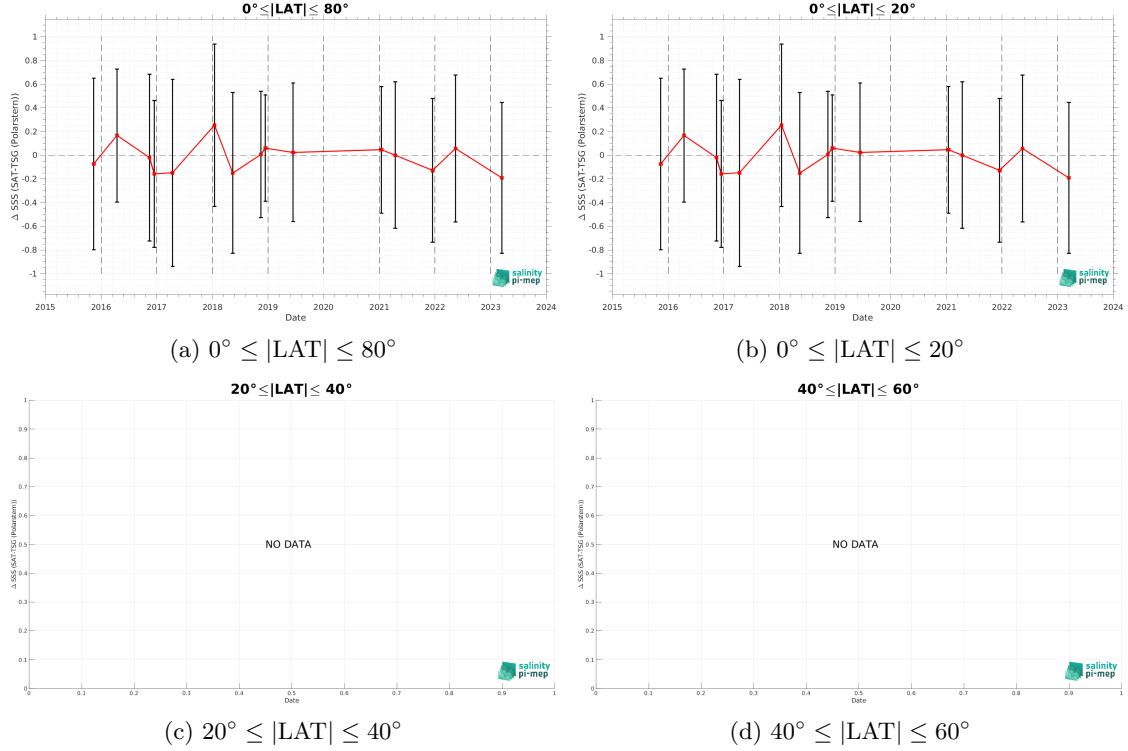 0°≤|LAT|≤ 80°
Δ SSS (SAT-TSG (Polarstern))
1
0.8
0.6
0.4
0.2
0
-0.2
-0.4
-0.6
-0.8
-1
2015 2016 2017 2018 2019 2020 2021 2022 2023 2024
Date
salinity
pi-mep
(a) 0° ≤ |LAT| ≤ 80°
0°≤|LAT|≤ 20°
Δ SSS (SAT-TSG (Polarstern))
1
0.8
0.6
0.4
0.2
0
-0.2
-0.4
-0.6
-0.8
-1
2015 2016 2017 2018 2019 2020 2021 2022 2023 2024
Date
salinity
pi-mep
(b) 0° ≤ |LAT| ≤ 20°
20°≤|LAT|≤ 40°
Δ SSS (SAT-TSG (Polarstern))
1
0.9
0.8
0.7
0.6
0.5
0.4
0.3
0.2
0.1
0
NO DATA
0 0.1 0.2 0.3 0.4 0.5 0.6 0.7 0.8 0.9 1
Date
salinity
pi-mep
(c) 20° ≤ |LAT| ≤ 40°
40°≤|LAT|≤ 60°
Δ SSS (SAT-TSG (Polarstern))
1
0.9
0.8
0.7
0.6
0.5
0.4
0.3
0.2
0.1
0
NO DATA
0 0.1 0.2 0.3 0.4 0.5 0.6 0.7 0.8 0.9 1
Date
salinity
pi-mep
(d) 40° ≤ |LAT| ≤ 60°